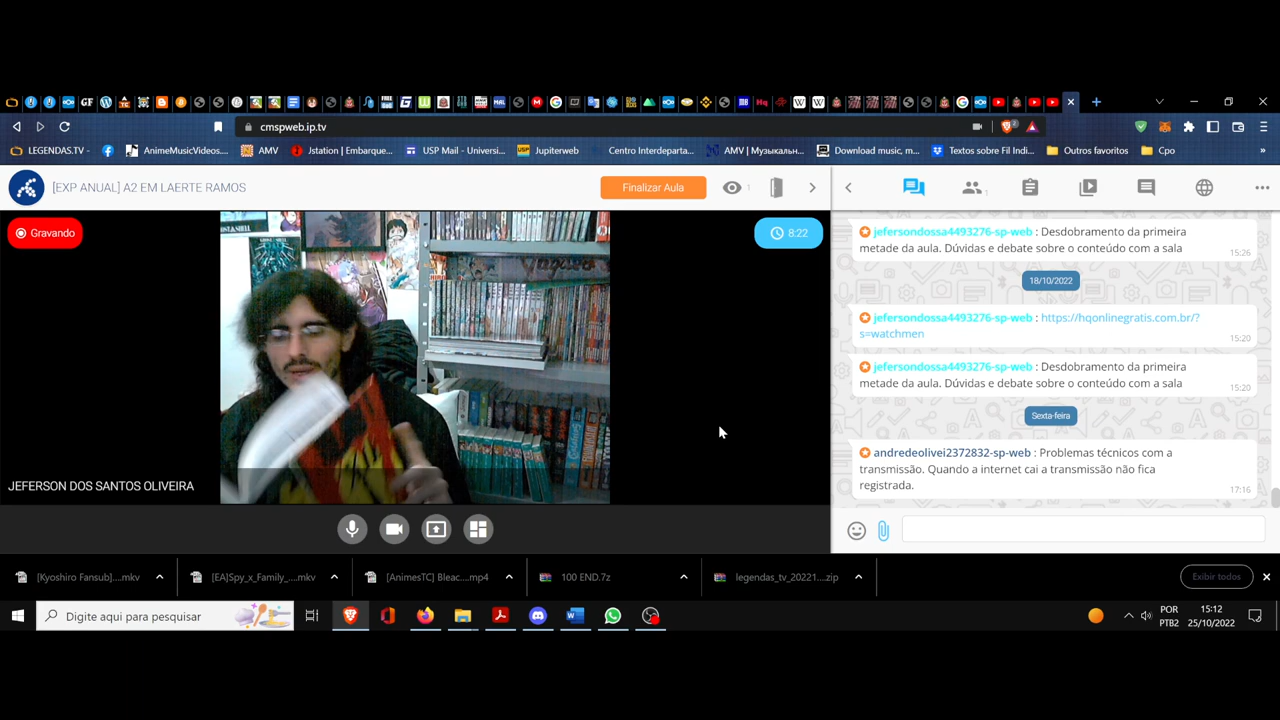 cmspweb.ip.tv
LEGENDAS.TV -
AnimeMusicVideos...
AMV
Jstation | Embarque...
USP Mail - Universi...
Jupiterweb
Centro Interdeparta...
AMV | Музыкальн...
Download music, m...
Textos sobre Fil Indi...
Outros favoritos
Cpo
»
[EXP ANUAL] A2 EM LAERTE RAMOS
Finalizar Aula
1
1
Gravando
8:22
JEFERSON DOS SANTOS OLIVEIRA
jefersondossa4493276-sp-web : Desdobramento da primeira
metade da aula. Dúvidas e debate sobre o conteúdo com a sala
15:26
18/10/2022
jefersondossa4493276-sp-web : https://hqonlinegratis.com.br/?
s=watchmen
15:20
jefersondossa4493276-sp-web : Desdobramento da primeira
metade da aula. Dúvidas e debate sobre o conteúdo com a sala
15:20
Sexta-feira
andredeolivei2372832-sp-web : Problemas técnicos com a
transmissão. Quando a internet cai a transmissão não fica
registrada.
17:16
[Kyoshiro Fansub]....mkv
[EA]Spy_x_Family_....mkv
[AnimesTC] Bleac....mp4
100 END.7z
legendas_tv_20221....zip
Exibir todos
Digite aqui para pesquisar
POR
PTB2
15:12
25/10/2022